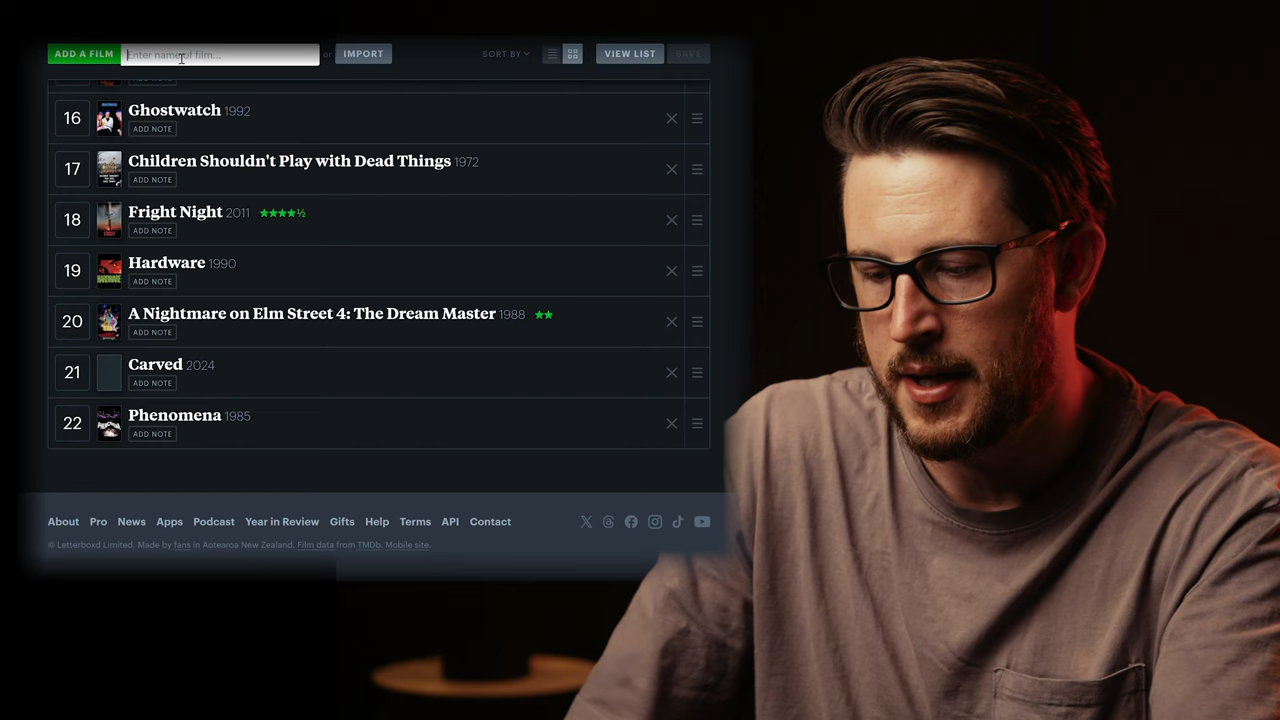 ADD A FILM Enter name of film... or IMPORT SORT BY VIEW LIST SAVE
16 Ghostwatch 1992
ADD NOTE
17 Children Shouldn't Play with Dead Things 1972
ADD NOTE
18 Fright Night 2011 ★★★★½
ADD NOTE
19 HARDWARE Hardware 1990
ADD NOTE
20 A Nightmare on Elm Street 4: The Dream Master 1988 ★★
ADD NOTE
21 Carved 2024
ADD NOTE
22 Phenomena 1985
ADD NOTE
About Pro News Apps Podcast Year in Review Gifts Help Terms API Contact
© Letterboxd Limited. Made by fans in Aotearoa New Zealand. Film data from TMDb. Mobile site.